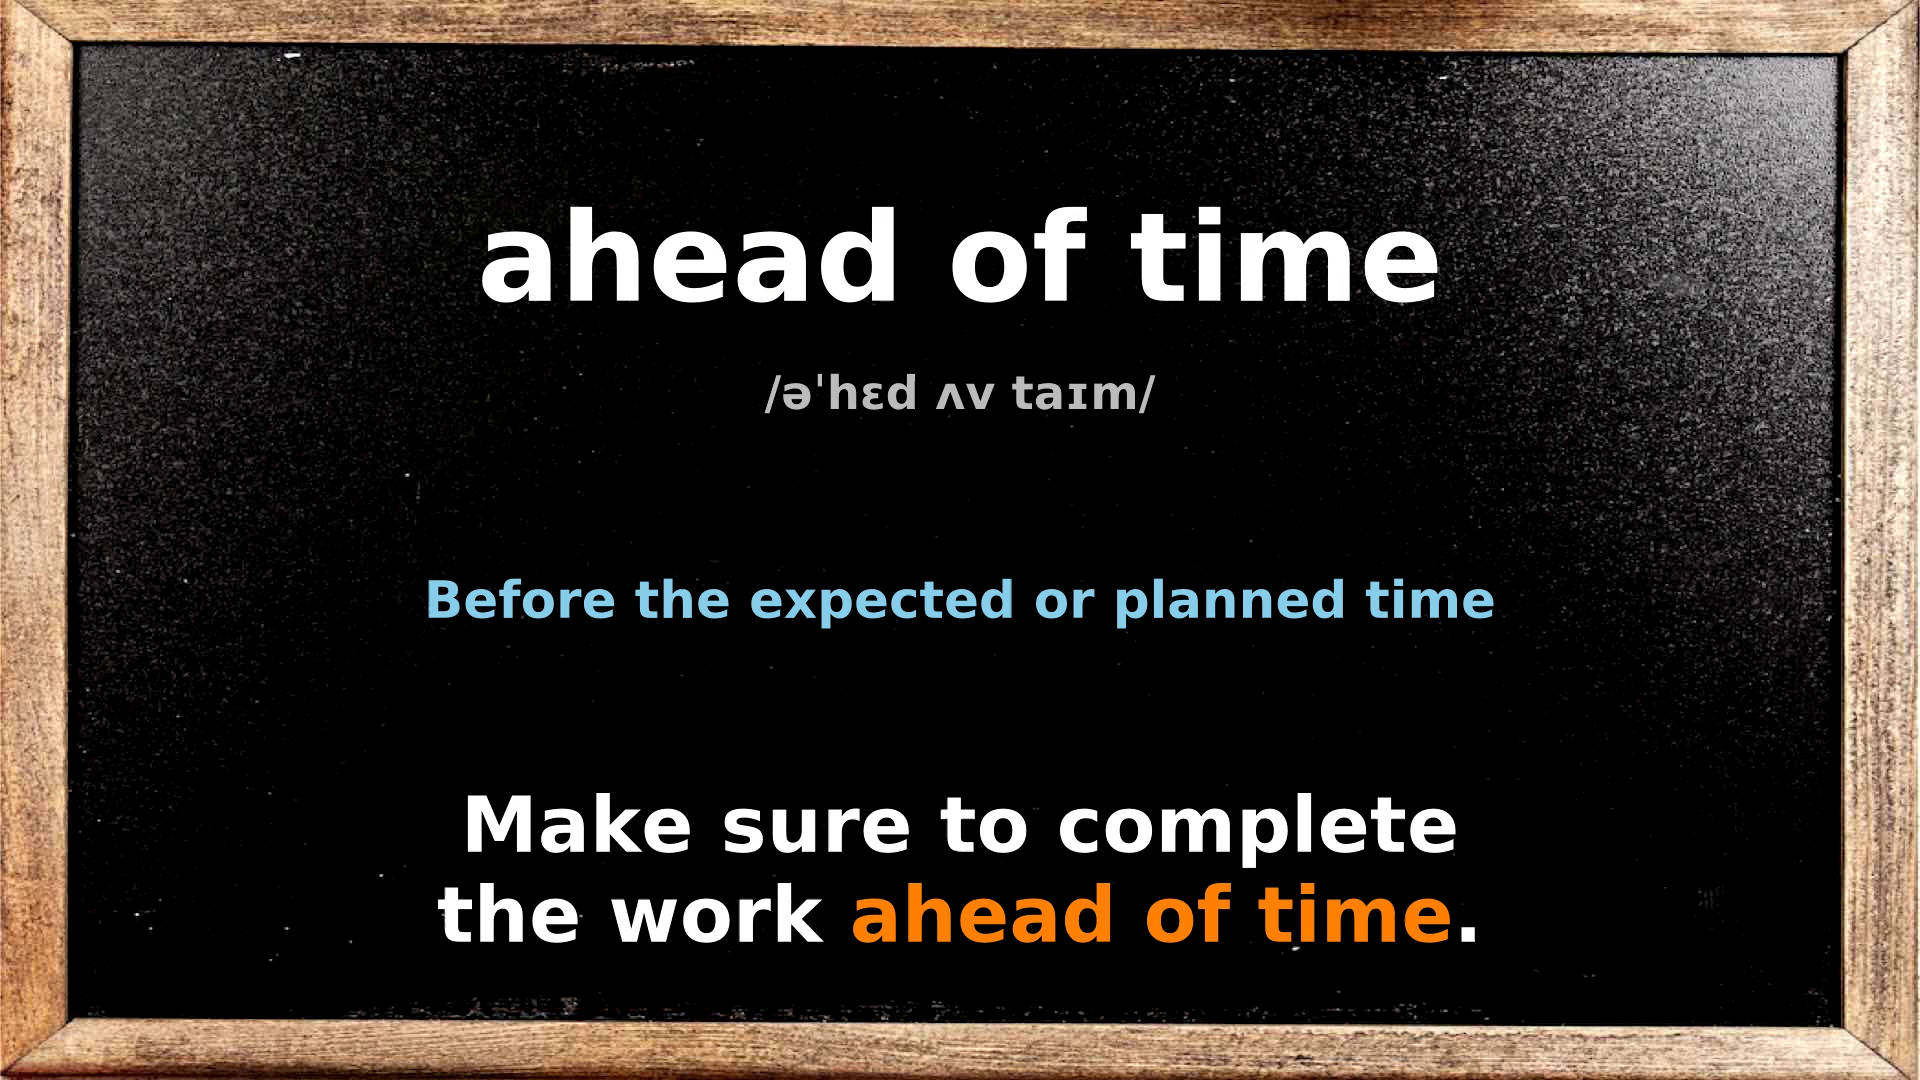 ahead of time
/əˈhɛd ʌv taɪm/
Before the expected or planned time
Make sure to complete
the work ahead of time.